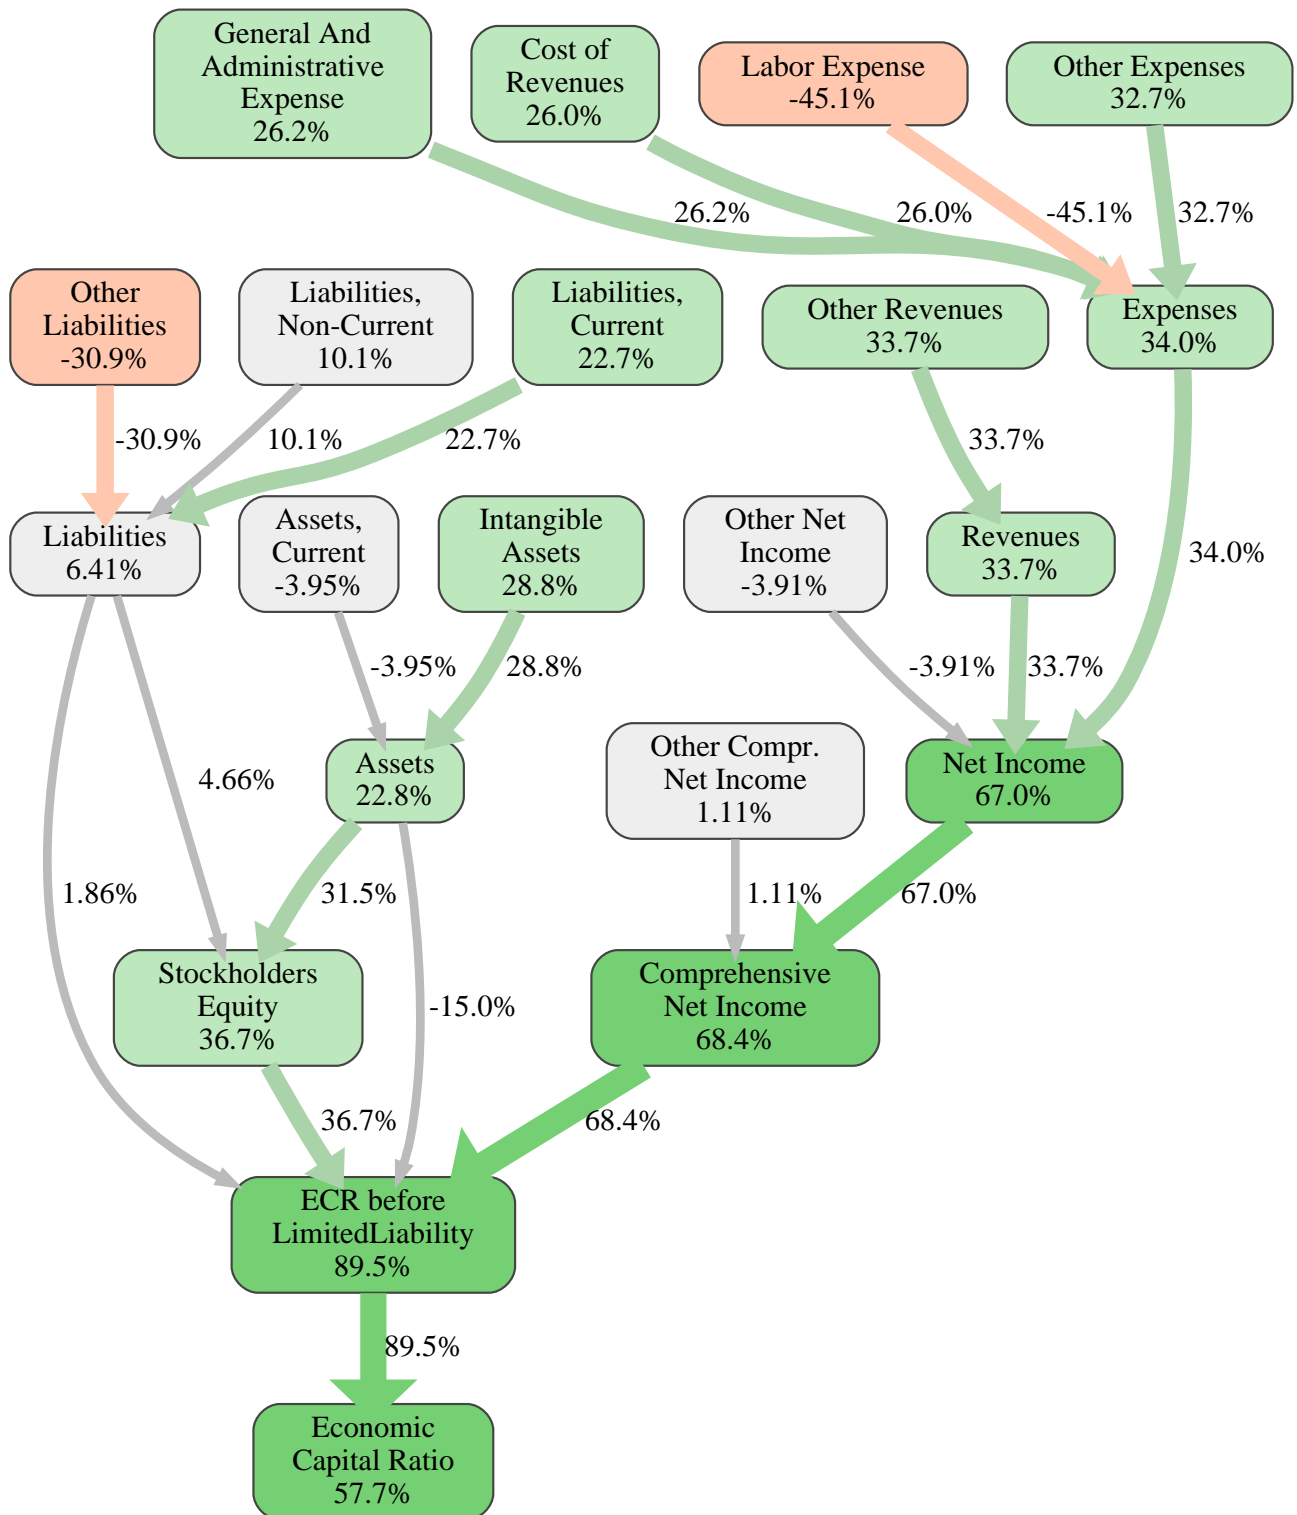 General And
Administrative
Expense
26.2%
Cost of
Revenues
26.0%
Labor Expense
-45.1%
Other Expenses
32.7%
26.2%
26.0%
-45.1%
32.7%
Other
Liabilities
-30.9%
Liabilities,
Non-Current
10.1%
Liabilities,
Current
22.7%
Other Revenues
33.7%
Expenses
34.0%
-30.9%
10.1%
22.7%
33.7%
34.0%
Liabilities
6.41%
Assets,
Current
-3.95%
Intangible
Assets
28.8%
Other Net
Income
-3.91%
Revenues
33.7%
-3.95%
28.8%
-3.91%
33.7%
4.66%
Assets
22.8%
Other Compr.
Net Income
1.11%
Net Income
67.0%
1.86%
31.5%
1.11%
67.0%
Stockholders
Equity
36.7%
-15.0%
Comprehensive
Net Income
68.4%
36.7%
68.4%
ECR before
LimitedLiability
89.5%
89.5%
Economic
Capital Ratio
57.7%